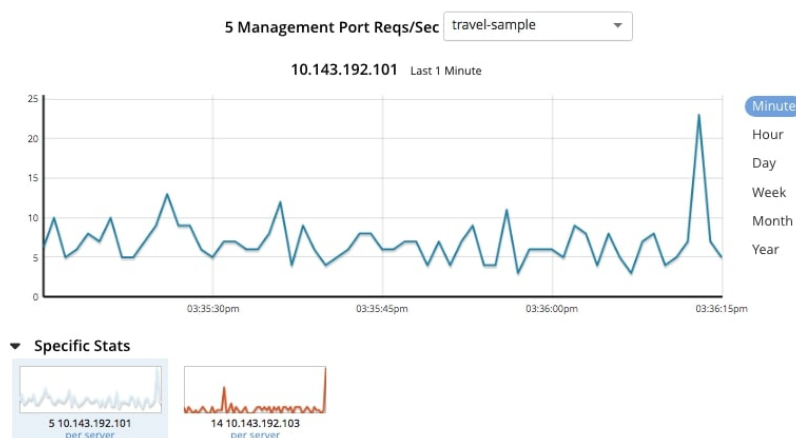 5 Management Port Reqs/Sec travel-sample
10.143.192.101 Last 1 Minute
25
20
15
10
5
0
03:35:30pm 03:35:45pm 03:36:00pm 03:36:15pm
Minute
Hour
Day
Week
Month
Year
Specific Stats
5 10.143.192.101 14 10.143.192.103
per server per server